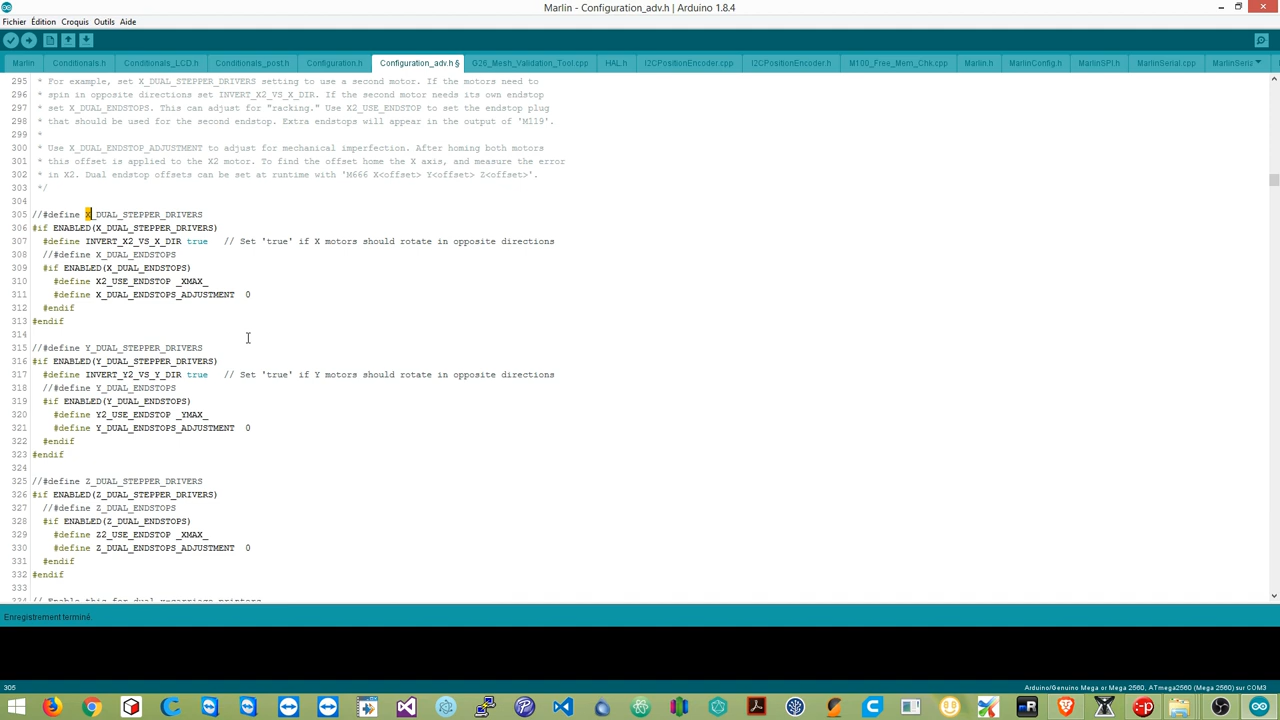 Marlin - Configuration_adv.h | Arduino 1.8.4
Fichier Édition Croquis Outils Aide
Marlin Conditionals.h Conditionals_LCD.h Conditionals_post.h Configuration.h Configuration_adv.h § G26_Mesh_Validation_Tool.cpp HAL.h I2CPositionEncoder.cpp I2CPositionEncoder.h M100_Free_Mem_Chk.cpp Marlin.h MarlinConfig.h MarlinSPI.h MarlinSerial.cpp MarlinSeria
295 * For example, set X_DUAL_STEPPER_DRIVERS setting to use a second motor. If the motors need to
296 * spin in opposite directions set INVERT_X2_VS_X_DIR. If the second motor needs its own endstop
297 * set X_DUAL_ENDSTOPS. This can adjust for "racking." Use X2_USE_ENDSTOP to set the endstop plug
298 * that should be used for the second endstop. Extra endstops will appear in the output of 'M119'.
299 *
300 * Use X_DUAL_ENDSTOP_ADJUSTMENT to adjust for mechanical imperfection. After homing both motors
301 * this offset is applied to the X2 motor. To find the offset home the X axis, and measure the error
302 * in X2. Dual endstop offsets can be set at runtime with 'M666 X<offset> Y<offset> Z<offset>'.
303 */
304
305 //#define X_DUAL_STEPPER_DRIVERS
306 #if ENABLED(X_DUAL_STEPPER_DRIVERS)
307 #define INVERT_X2_VS_X_DIR true // Set 'true' if X motors should rotate in opposite directions
308 //#define X_DUAL_ENDSTOPS
309 #if ENABLED(X_DUAL_ENDSTOPS)
310 #define X2_USE_ENDSTOP _XMAX_
311 #define X_DUAL_ENDSTOPS_ADJUSTMENT 0
312 #endif
313 #endif
314
315 //#define Y_DUAL_STEPPER_DRIVERS
316 #if ENABLED(Y_DUAL_STEPPER_DRIVERS)
317 #define INVERT_Y2_VS_Y_DIR true // Set 'true' if Y motors should rotate in opposite directions
318 //#define Y_DUAL_ENDSTOPS
319 #if ENABLED(Y_DUAL_ENDSTOPS)
320 #define Y2_USE_ENDSTOP _YMAX_
321 #define Y_DUAL_ENDSTOPS_ADJUSTMENT 0
322 #endif
323 #endif
324
325 //#define Z_DUAL_STEPPER_DRIVERS
326 #if ENABLED(Z_DUAL_STEPPER_DRIVERS)
327 //#define Z_DUAL_ENDSTOPS
328 #if ENABLED(Z_DUAL_ENDSTOPS)
329 #define Z2_USE_ENDSTOP _XMAX_
330 #define Z_DUAL_ENDSTOPS_ADJUSTMENT 0
331 #endif
332 #endif
333
Enregistrement terminé.
305 Arduino/Genuino Mega or Mega 2560, ATmega2560 (Mega 2560) sur COM3